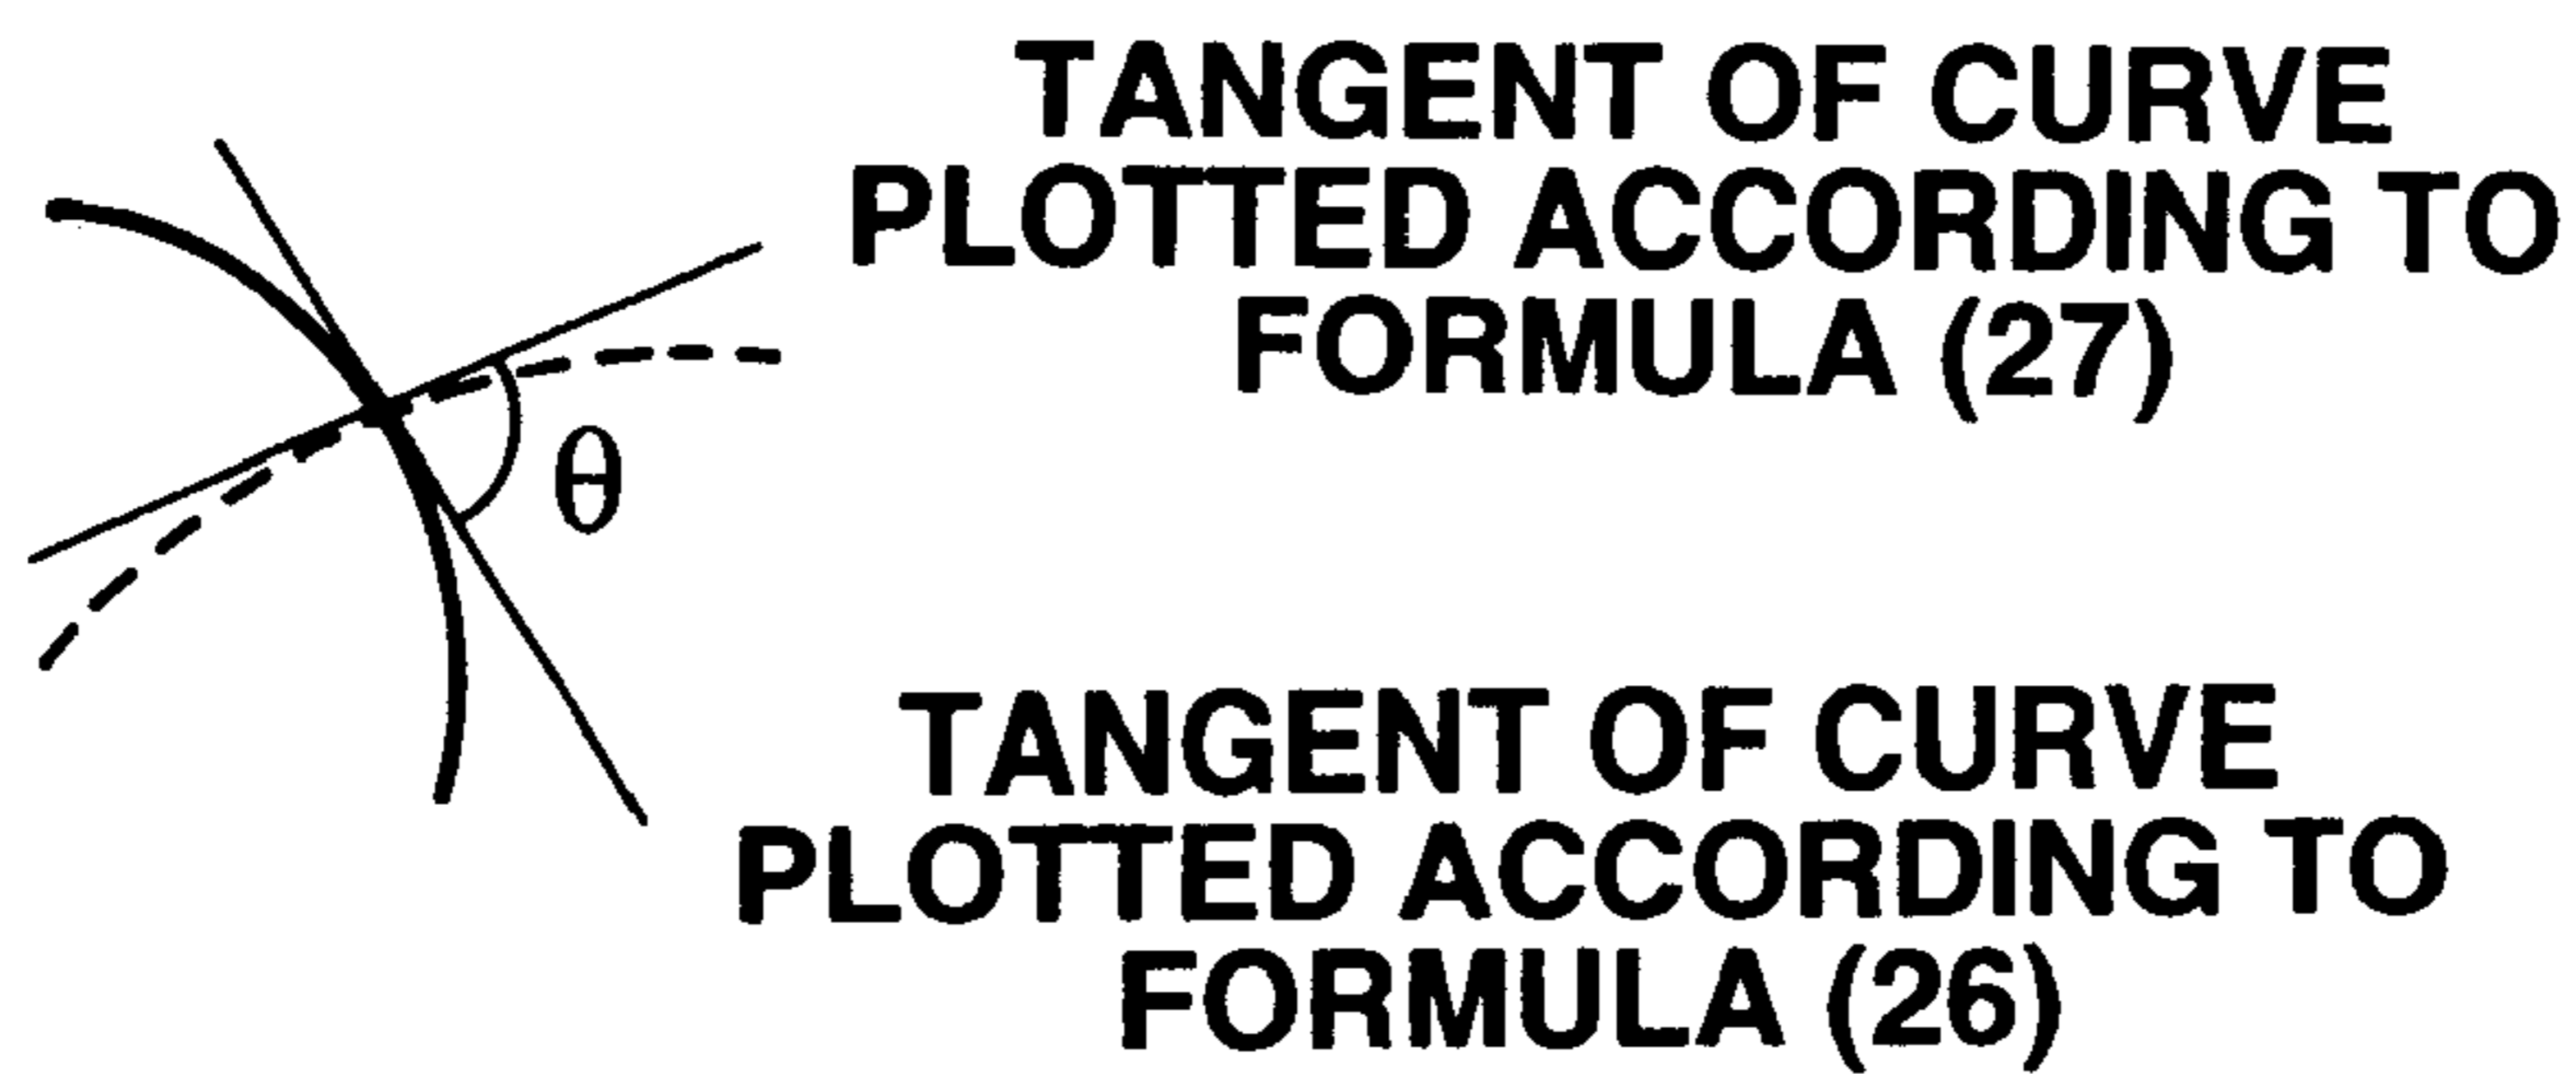 TANGENT OF CURVE
PLOTTED ACCORDING TO
FORMULA (27)
θ
TANGENT OF CURVE
PLOTTED ACCORDING TO
FORMULA (26)